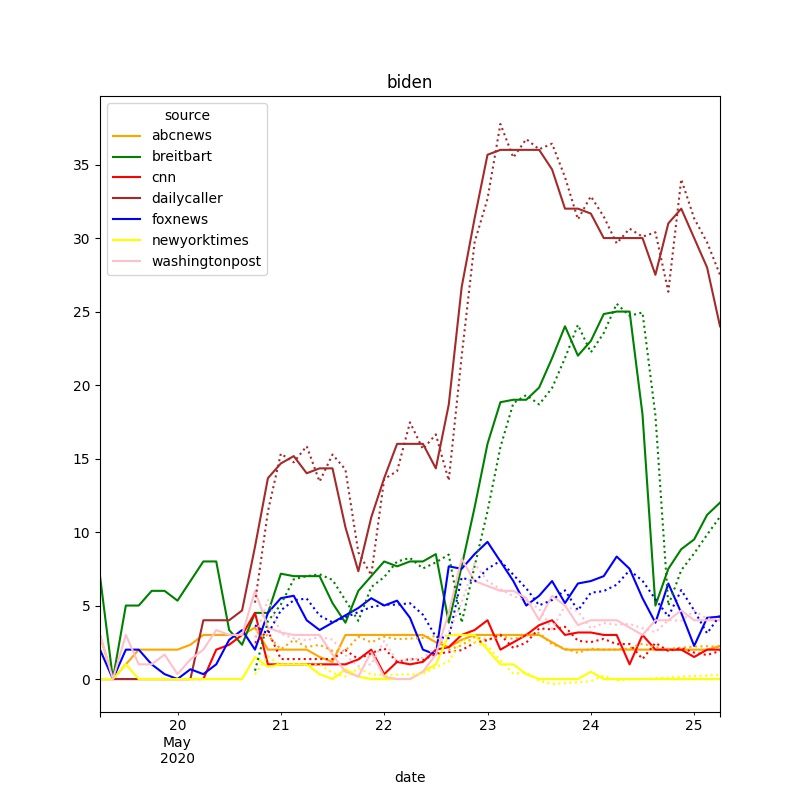 biden
source
abcnews
breitbart
cnn
dailycaller
foxnews
newyorktimes
washingtonpost
35
30
25
20
15
10
5
0
20 21 22 23 24 25
May
2020
date